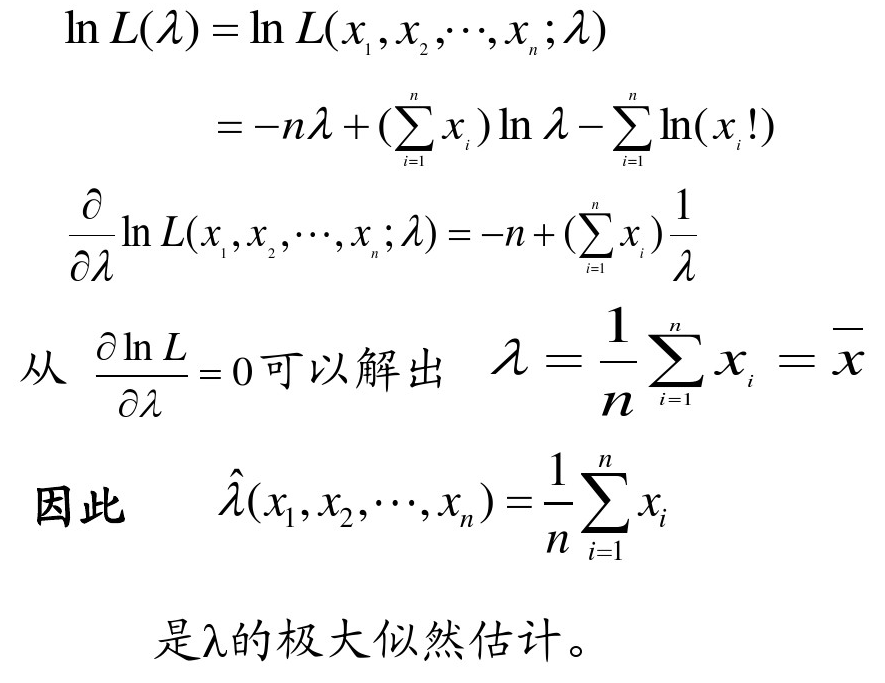 ln L(λ) = ln L(x₁, x₂, ⋯, xₙ; λ)
= −nλ + (∑ᵢ₌₁ⁿ xᵢ) ln λ − ∑ᵢ₌₁ⁿ ln(xᵢ!)
∂/∂λ ln L(x₁, x₂, ⋯, xₙ; λ) = −n + (∑ᵢ₌₁ⁿ xᵢ) 1/λ
从 ∂ ln L/∂λ = 0 可以解出 λ = 1/n ∑ᵢ₌₁ⁿ xᵢ = x̄
因此 λ̂(x₁, x₂, ⋯, xₙ) = 1/n ∑ᵢ₌₁ⁿ xᵢ
是λ的极大似然估计。